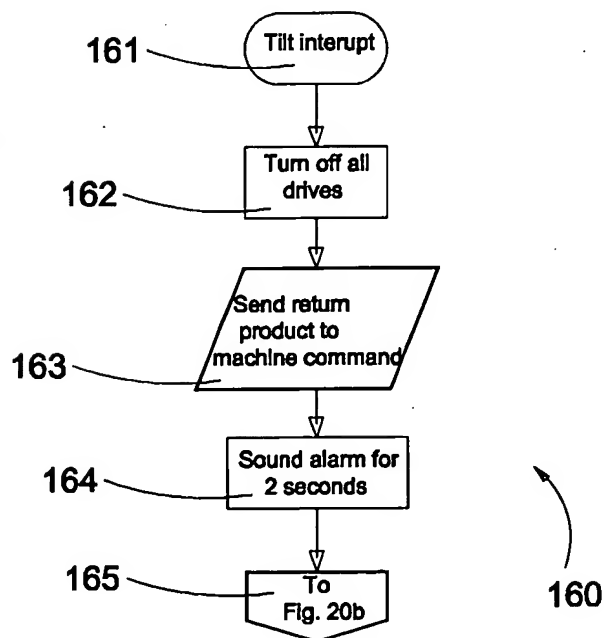 161
Tilt interupt
Turn off all
drives
162
Send return
product to
machine command
163
Sound alarm for
2 seconds
164
To
Fig. 20b
165
160